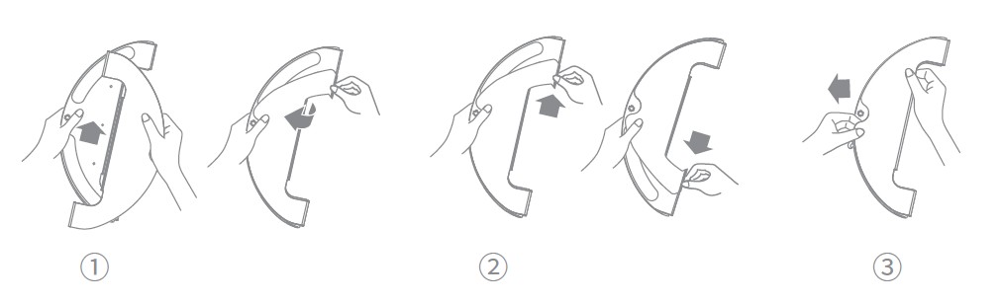 ① ② ③